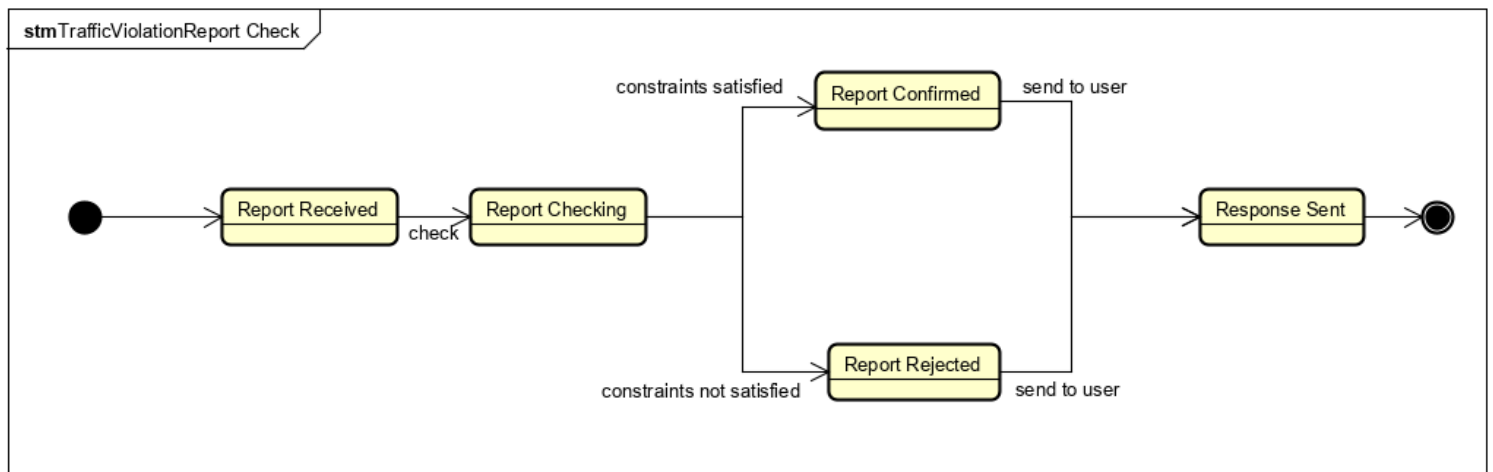 stmTrafficViolationReport Check
constraints satisfied
Report Confirmed
send to user
Report Received
check
Report Checking
Response Sent
constraints not satisfied
Report Rejected
send to user